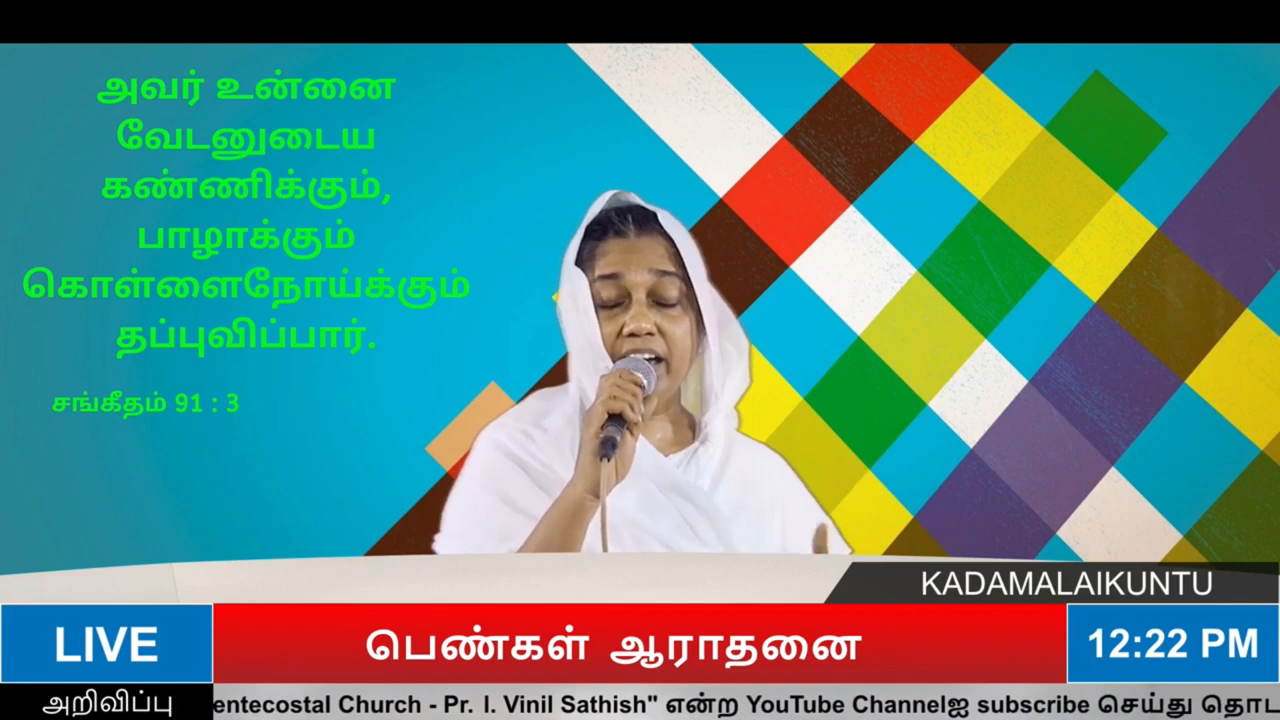 அவர் உன்னை
வேடனுடைய
கண்ணிக்கும்,
பாழாக்கும்
கொள்ளைநோய்க்கும்
தப்புவிப்பார்.
சங்கீதம் 91 : 3
KADAMALAIKUNTU
LIVE
பெண்கள் ஆராதனை
12:22 PM
அறிவிப்பு
entecostal Church - Pr. I. Vinil Sathish" என்ற YouTube Channelஐ subscribe செய்து தொட